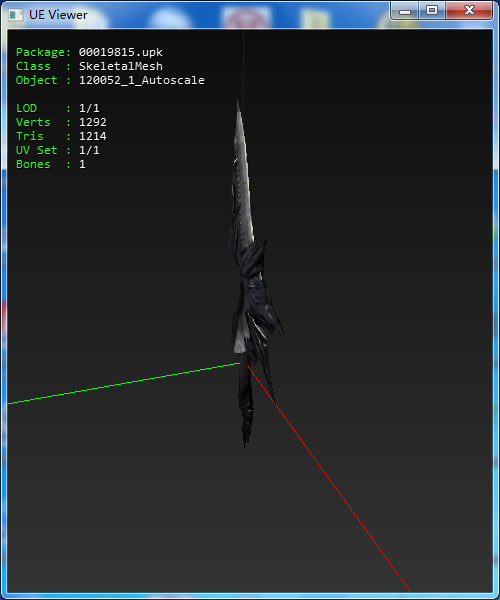 UE Viewer
Package: 00019815.upk
Class : SkeletalMesh
Object : 120052_1_Autoscale
LOD : 1/1
Verts : 1292
Tris : 1214
UV Set : 1/1
Bones : 1